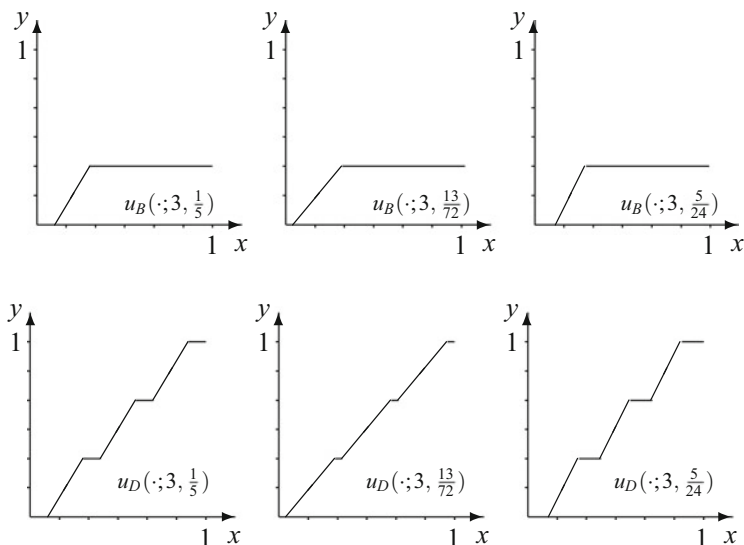 y y y
1 1 1
u_B(·;3, 1/5) u_B(·;3, 13/72) u_B(·;3, 5/24)
1 x 1 x 1 x
y y y
1 1 1
u_D(·;3, 1/5) u_D(·;3, 13/72) u_D(·;3, 5/24)
1 x 1 x 1 x